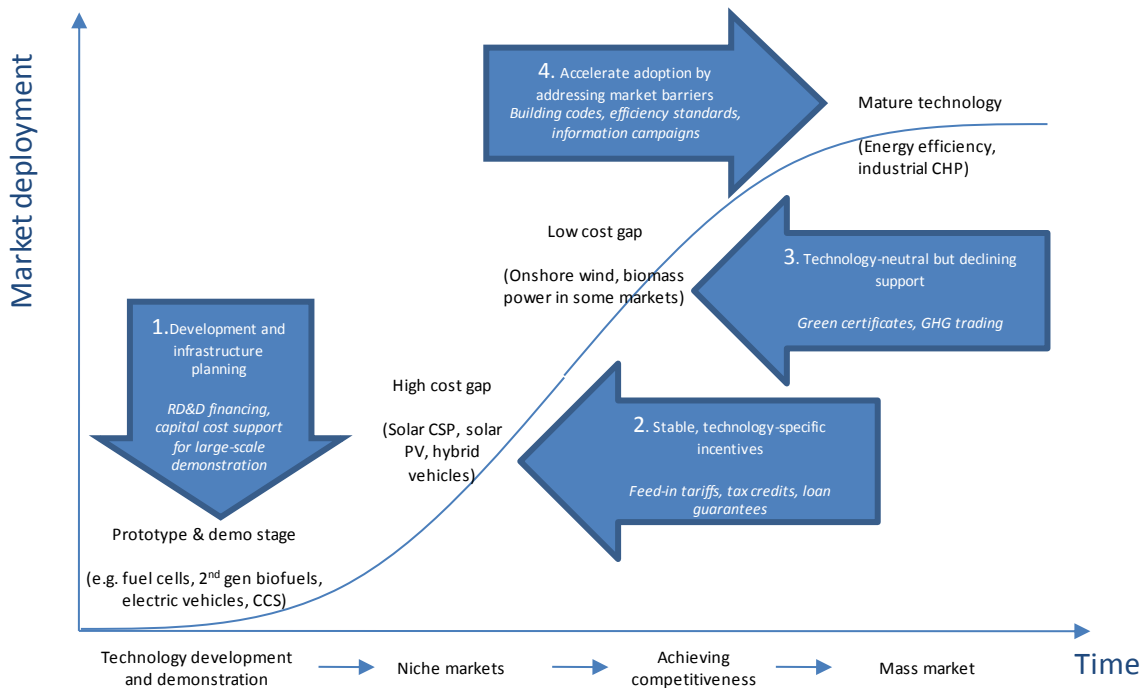 Market deployment
4. Accelerate adoption by
addressing market barriers
Building codes, efficiency standards,
information campaigns
Mature technology
(Energy efficiency,
industrial CHP)
Low cost gap
(Onshore wind, biomass
power in some markets)
3. Technology-neutral but declining
support
Green certificates, GHG trading
1.Development and
infrastructure
planning
RD&D financing,
capital cost support
for large-scale
demonstration
High cost gap
(Solar CSP, solar
PV, hybrid
vehicles)
2. Stable, technology-specific
incentives
Feed-in tariffs, tax credits, loan
guarantees
Prototype & demo stage
(e.g. fuel cells, 2nd gen biofuels,
electric vehicles, CCS)
Technology development
and demonstration
Niche markets
Achieving
competitiveness
Mass market
Time